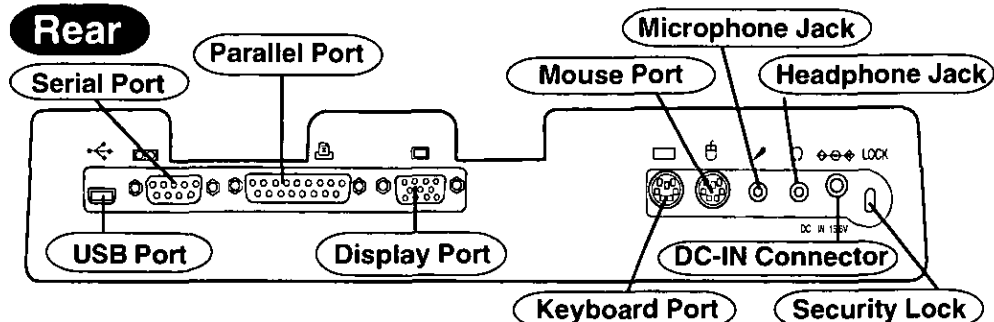 Rear
Microphone Jack
Parallel Port
Serial Port
Mouse Port
Headphone Jack
LOCK
DC IN 15.6V
USB Port
Display Port
DC-IN Connector
Keyboard Port
Security Lock